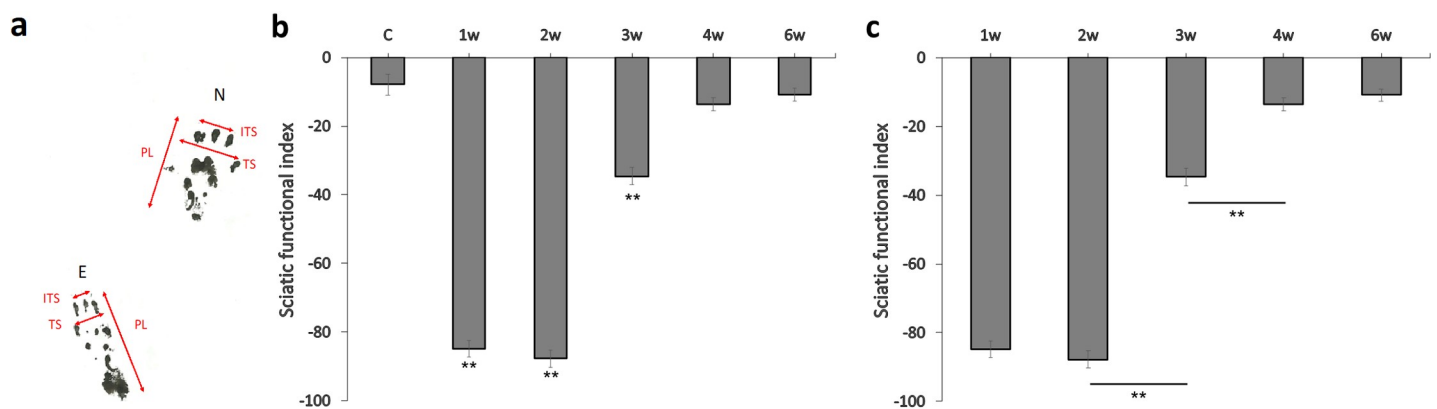 a
N
ITS
PL
TS
E
ITS
TS
PL
b
C 1w 2w 3w 4w 6w
0
-20
-40
-60
-80
-100
Sciatic functional index
**
**
**
c
1w 2w 3w 4w 6w
0
-20
-40
-60
-80
-100
Sciatic functional index
**
**